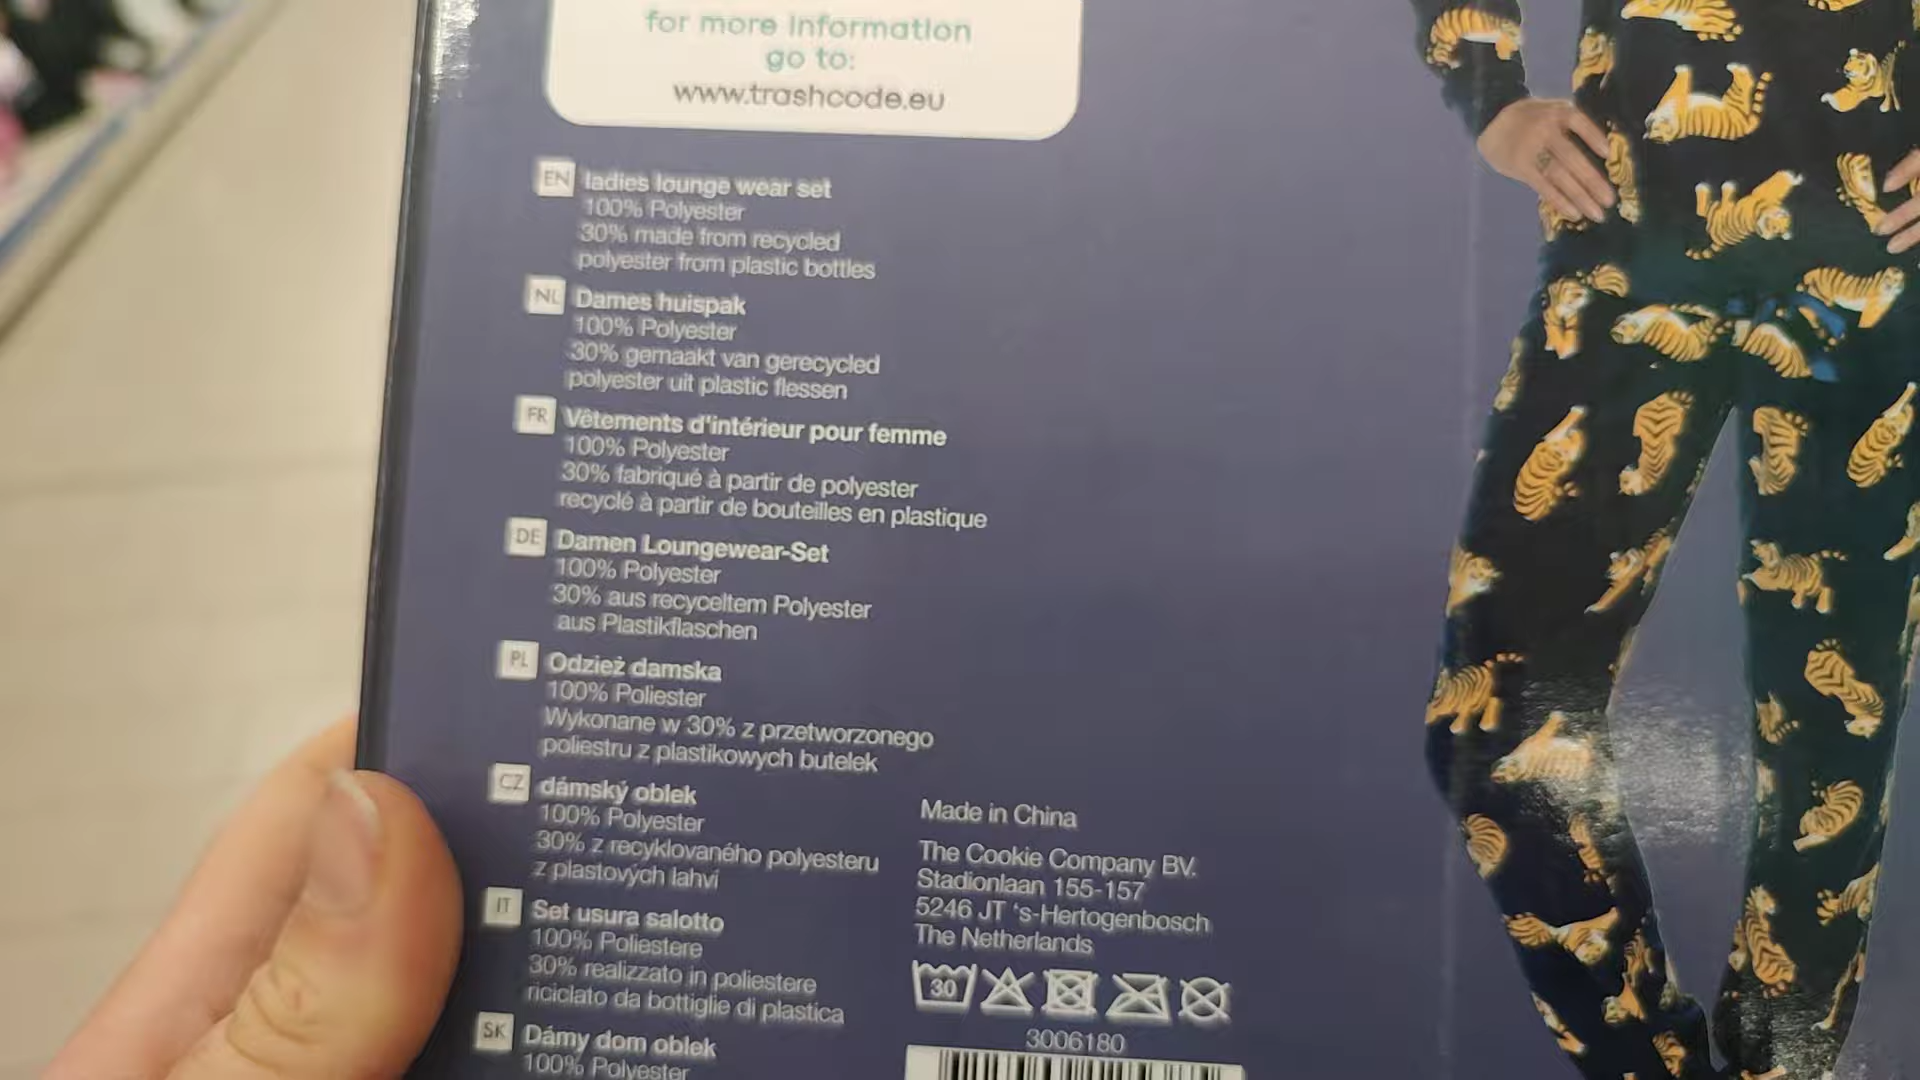 for more information
go to:
www.trashcode.eu
EN ladies lounge wear set
100% Polyester
30% made from recycled
polyester from plastic bottles
NL Dames huispak
100% Polyester
30% gemaakt van gerecycled
polyester uit plastic flessen
FR Vêtements d'intérieur pour femme
100% Polyester
30% fabriqué à partir de polyester
recyclé à partir de bouteilles en plastique
DE Damen Loungewear-Set
100% Polyester
30% aus recyceltem Polyester
aus Plastikflaschen
PL Odzież damska
100% Poliester
Wykonane w 30% z przetworzonego
poliestru z plastikowych butelek
CZ dámský oblek
100% Polyester
30% z recyklovaného polyesteru
z plastových lahví
IT Set usura salotto
100% Poliestere
30% realizzato in poliestere
riciclato da bottiglie di plastica
SK Dámy dom oblek
100% Polyester
Made in China
The Cookie Company BV.
Stadionlaan 155-157
5246 JT 's-Hertogenbosch
The Netherlands
30
3006180